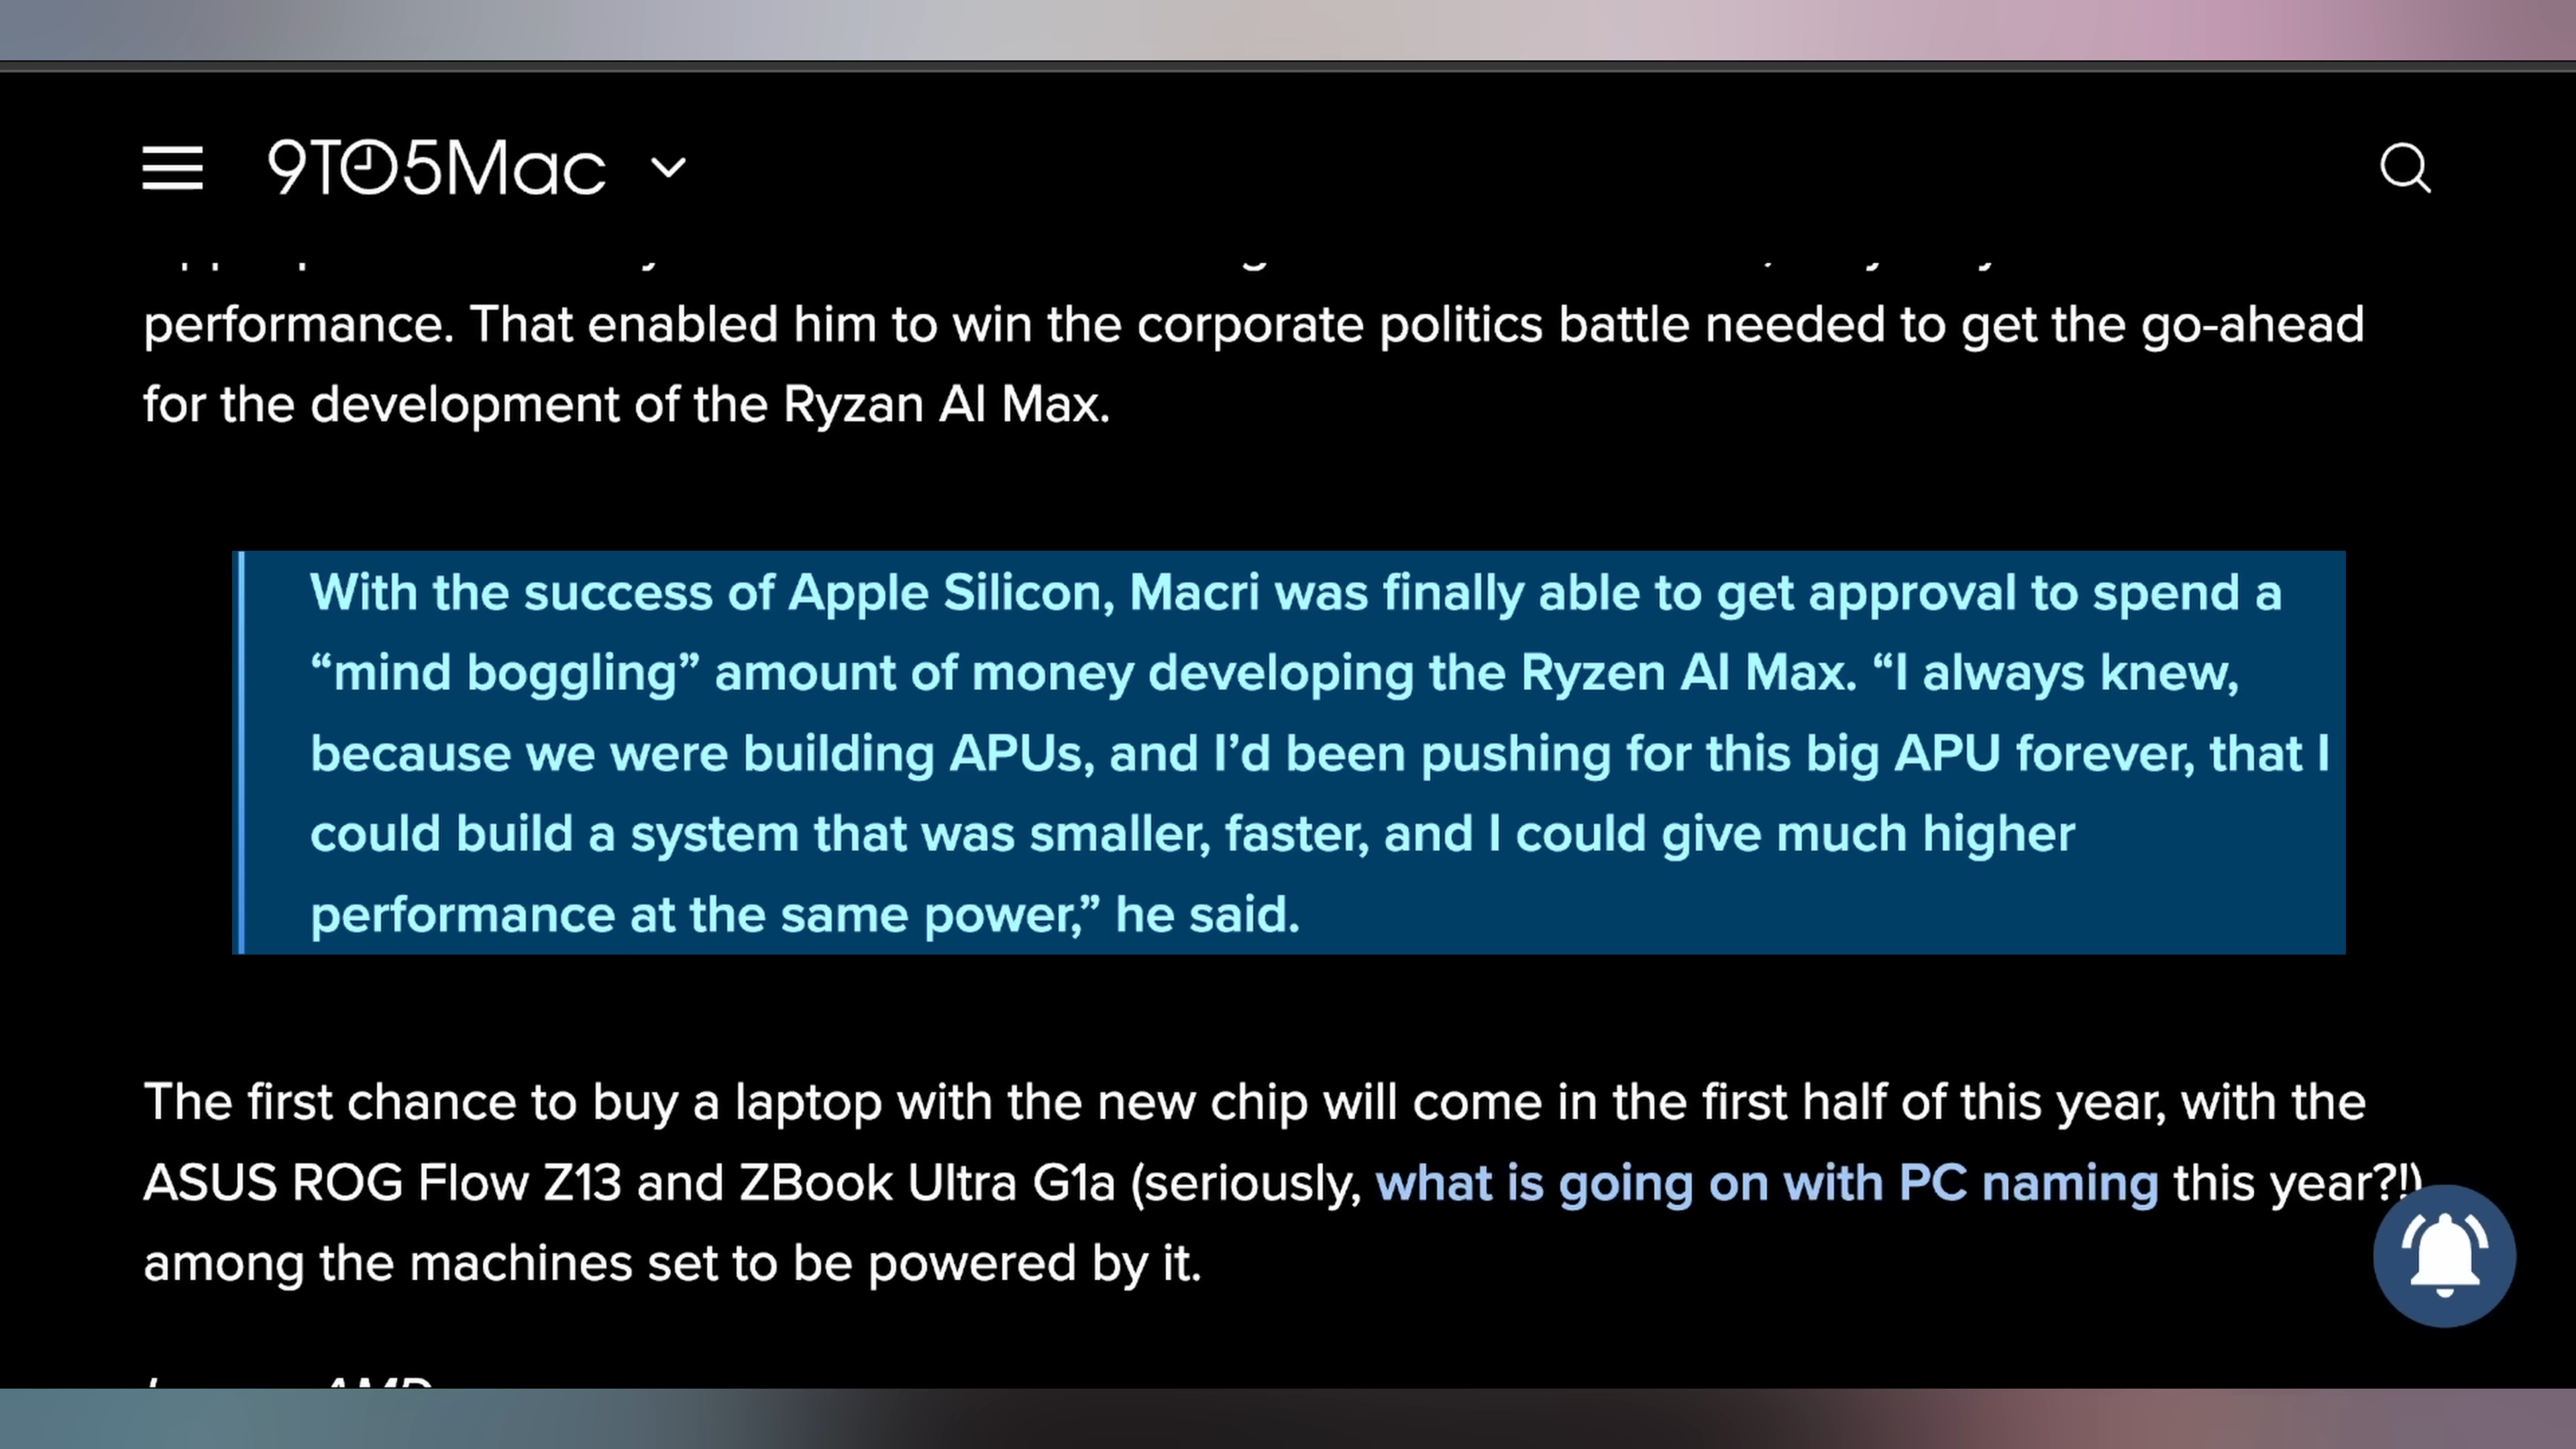 9TO5Mac
performance. That enabled him to win the corporate politics battle needed to get the go-ahead
for the development of the Ryzan AI Max.
With the success of Apple Silicon, Macri was finally able to get approval to spend a
“mind boggling” amount of money developing the Ryzen AI Max. “I always knew,
because we were building APUs, and I’d been pushing for this big APU forever, that I
could build a system that was smaller, faster, and I could give much higher
performance at the same power,” he said.
The first chance to buy a laptop with the new chip will come in the first half of this year, with the
ASUS ROG Flow Z13 and ZBook Ultra G1a (seriously, what is going on with PC naming this year?!)
among the machines set to be powered by it.
AMD